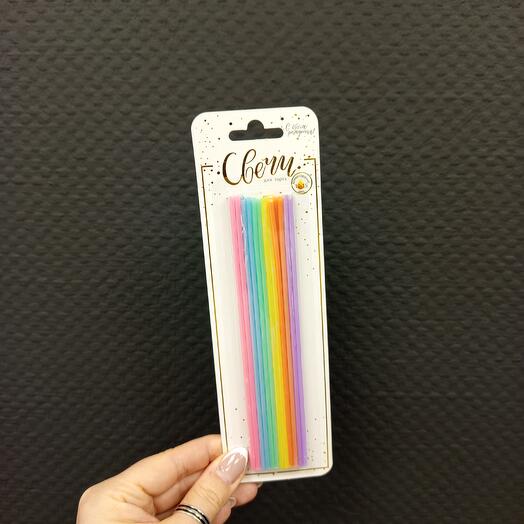 С Днём
рождения!
Свечи
для торта